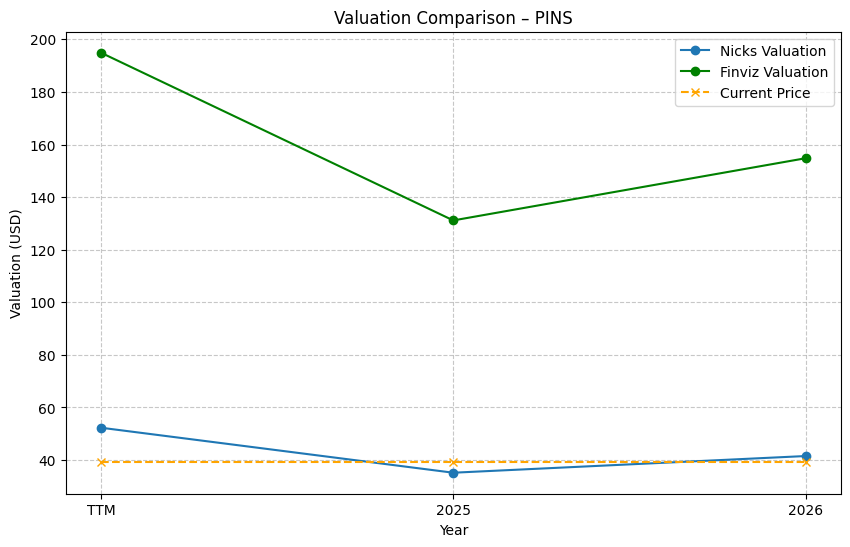 Valuation Comparison – PINS
Nicks Valuation
Finviz Valuation
Current Price
Valuation (USD)
200
180
160
140
120
100
80
60
40
TTM
2025
2026
Year